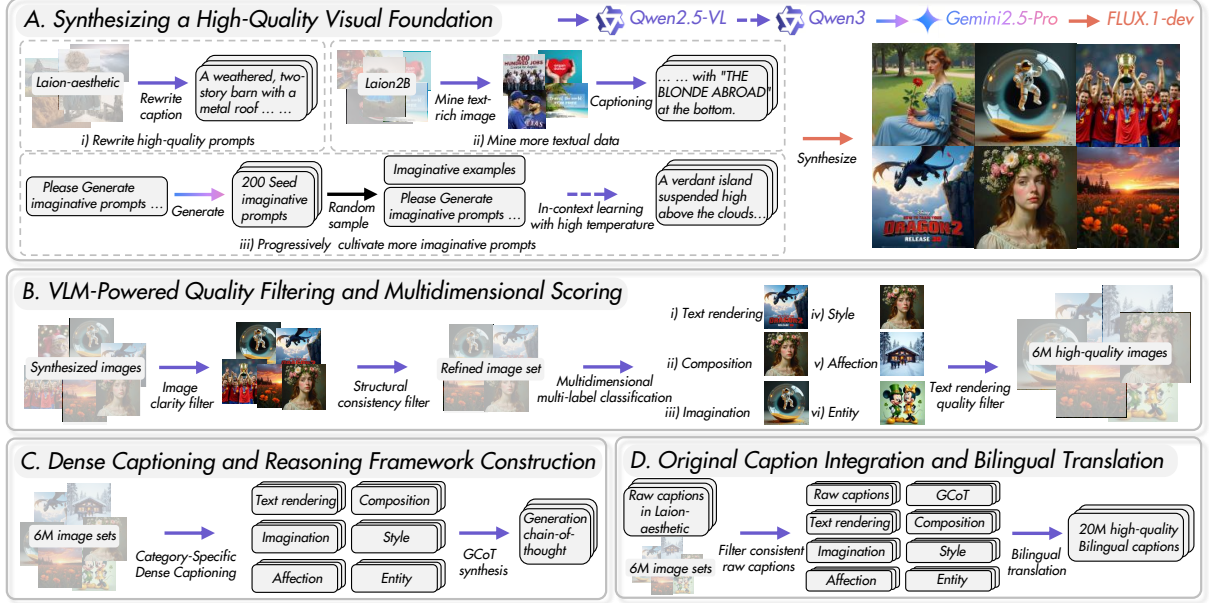 A. Synthesizing a High-Quality Visual Foundation
Qwen2.5-VL
Qwen3
Gemini2.5-Pro
FLUX.1-dev
Laion-aesthetic
Rewrite
caption
A weathered, two-
story barn with a
metal roof … …
i) Rewrite high-quality prompts
Laion2B
Mine text-
rich image
200
HUNDRED JOBS
Captioning
… … with "THE
BLONDE ABROAD"
at the bottom.
ii) Mine more textual data
Please Generate
imaginative prompts …
Generate
200 Seed
imaginative
prompts
Random
sample
Imaginative examples
Please Generate
imaginative prompts …
In-context learning
with high temperature
A verdant island
suspended high
above the clouds…
iii) Progressively cultivate more imaginative prompts
Synthesize
HOW TO TRAIN YOUR
DRAGON2
RELEASE
B. VLM-Powered Quality Filtering and Multidimensional Scoring
Synthesized images
Image
clarity filter
Structural
consistency filter
Refined image set
Multidimensional
multi-label classification
i) Text rendering
iv) Style
ii) Composition
v) Affection
iii) Imagination
vi) Entity
Text rendering
quality filter
6M high-quality images
C. Dense Captioning and Reasoning Framework Construction
6M image sets
Category-Specific
Dense Captioning
Text rendering
Composition
Imagination
Style
Affection
Entity
GCoT
synthesis
Generation
chain-of-
thought
D. Original Caption Integration and Bilingual Translation
Raw captions
in Laion-
aesthetic
6M image sets
Filter consistent
raw captions
Raw captions
GCoT
Text rendering
Composition
Imagination
Style
Affection
Entity
Bilingual
translation
20M high-quality
Bilingual captions